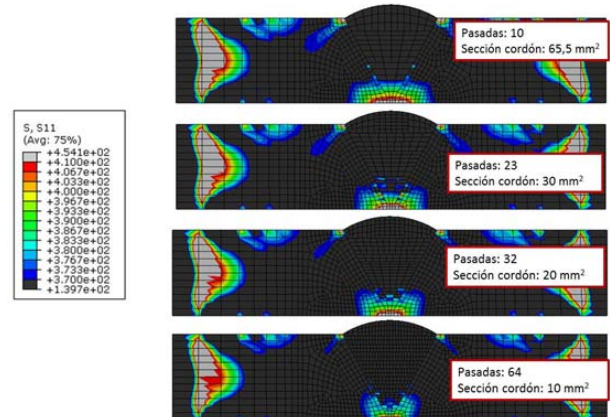 Pasadas: 10
Sección cordón: 65,5 mm²
S, S11
(Avg: 75%)
+4.541e+02
+4.100e+02
+4.067e+02
+4.033e+02
+4.000e+02
+3.967e+02
+3.933e+02
+3.900e+02
+3.867e+02
+3.833e+02
+3.800e+02
+3.767e+02
+3.733e+02
+3.700e+02
+1.397e+02
Pasadas: 23
Sección cordón: 30 mm²
Pasadas: 32
Sección cordón: 20 mm²
Pasadas: 64
Sección cordón: 10 mm²